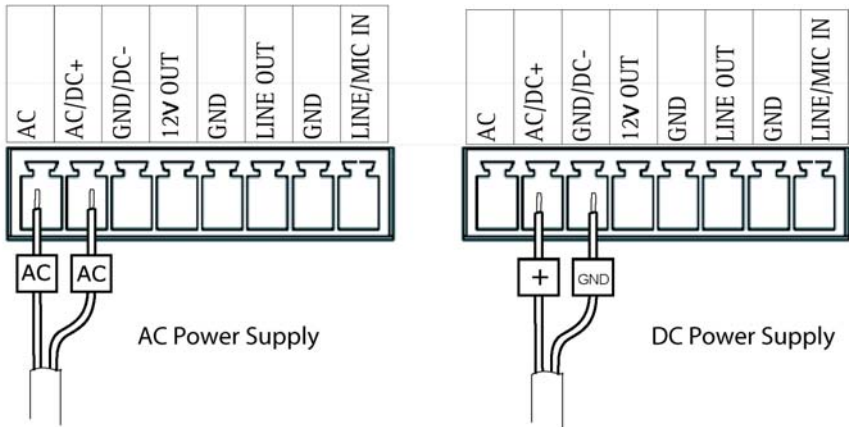 AC
AC/DC+
GND/DC-
12V OUT
GND
LINE OUT
GND
LINE/MIC IN
AC AC
AC Power Supply
AC
AC/DC+
GND/DC-
12V OUT
GND
LINE OUT
GND
LINE/MIC IN
+ GND
DC Power Supply